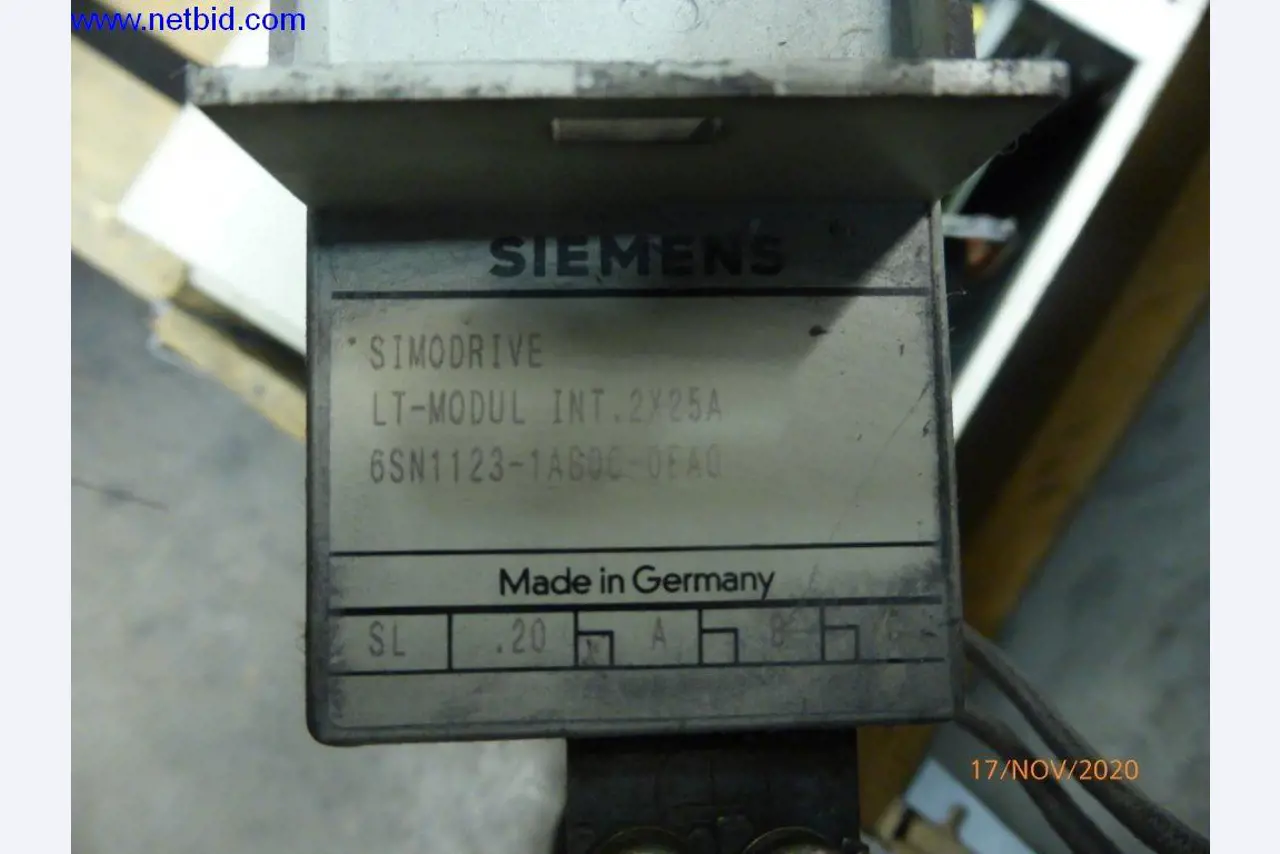 www.netbid.com
SIEMENS
SIMODRIVE
LT-MODUL INT.2X25A
Made in Germany
SL .20 A B C
17/NOV/2020